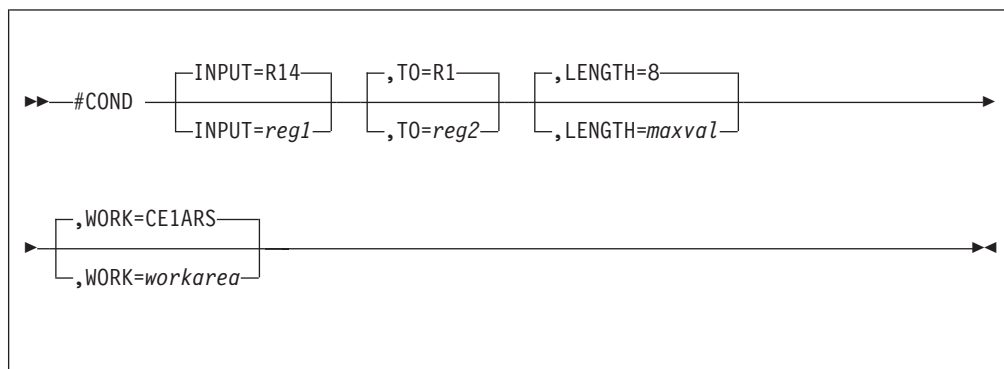 INPUT=R14 ,TO=R1 ,LENGTH=8
#COND
INPUT=reg1 ,TO=reg2 ,LENGTH=maxval
,WORK=CE1ARS
,WORK=workarea